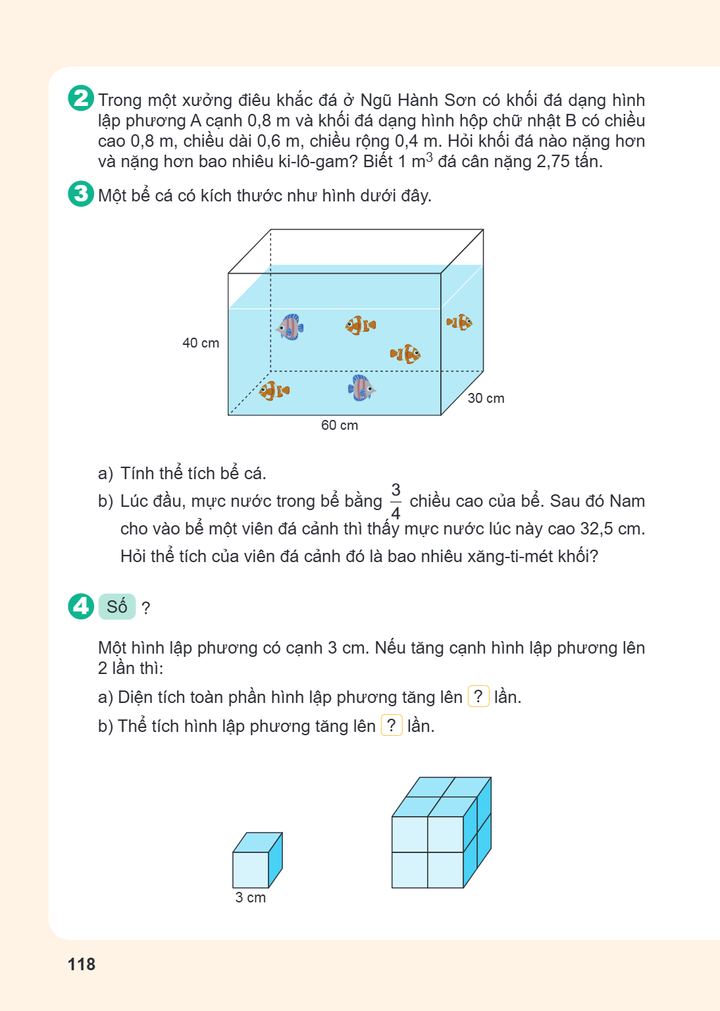 2 Trong một xưởng điêu khắc đá ở Ngũ Hành Sơn có khối đá dạng hình
lập phương A cạnh 0,8 m và khối đá dạng hình hộp chữ nhật B có chiều
cao 0,8 m, chiều dài 0,6 m, chiều rộng 0,4 m. Hỏi khối đá nào nặng hơn
và nặng hơn bao nhiêu ki-lô-gam? Biết 1 m³ đá cân nặng 2,75 tấn.
3 Một bể cá có kích thước như hình dưới đây.
40 cm
30 cm
60 cm
a) Tính thể tích bể cá.
b) Lúc đầu, mực nước trong bể bằng 3/4 chiều cao của bể. Sau đó Nam
cho vào bể một viên đá cảnh thì thấy mực nước lúc này cao 32,5 cm.
Hỏi thể tích của viên đá cảnh đó là bao nhiêu xăng-ti-mét khối?
4 Số ?
Một hình lập phương có cạnh 3 cm. Nếu tăng cạnh hình lập phương lên
2 lần thì:
a) Diện tích toàn phần hình lập phương tăng lên ? lần.
b) Thể tích hình lập phương tăng lên ? lần.
3 cm
118